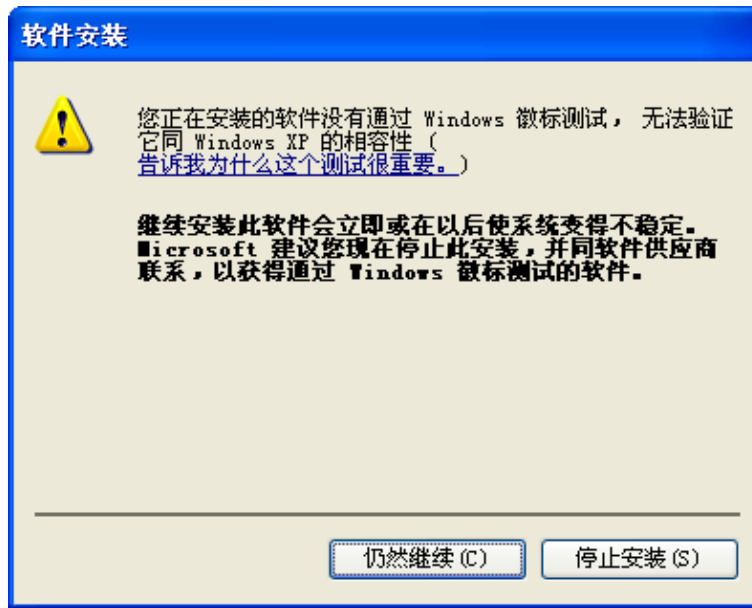 软件安装
您正在安装的软件没有通过 Windows 徽标测试， 无法验证
它同 Windows XP 的相容性（
告诉我为什么这个测试很重要。）
继续安装此软件会立即或在以后使系统变得不稳定。
Microsoft 建议您现在停止此安装，并同软件供应商
联系，以获得通过 Windows 徽标测试的软件。
仍然继续(C) 停止安装(S)